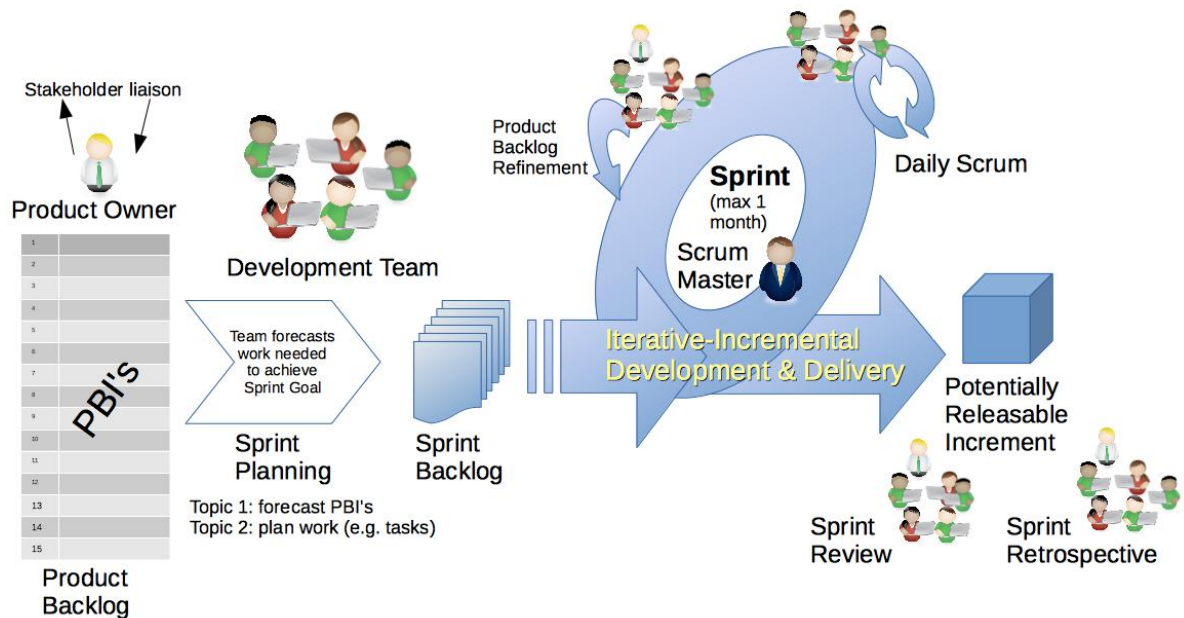 Stakeholder liaison
Product Owner
1
2
3
4
5
6
7
8
9
10
11
12
13
14
15
PBI's
Product
Backlog
Development Team
Team forecasts
work needed
to achieve
Sprint Goal
Sprint
Planning
Topic 1: forecast PBI's
Topic 2: plan work (e.g. tasks)
Sprint
Backlog
Product
Backlog
Refinement
Daily Scrum
Sprint
(max 1
month)
Scrum
Master
Iterative-Incremental
Development & Delivery
Potentially
Releasable
Increment
Sprint
Review
Sprint
Retrospective